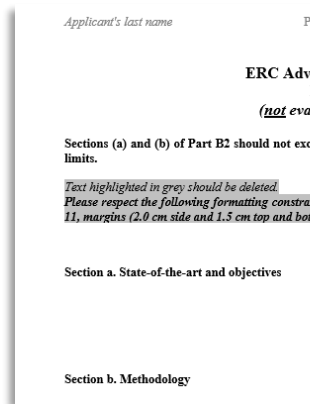 Applicant's last name P
ERC Adv
(not eva
Sections (a) and (b) of Part B2 should not exc
limits.
Text highlighted in grey should be deleted.
Please respect the following formatting constra
11, margins (2.0 cm side and 1.5 cm top and bot
Section a. State-of-the-art and objectives
Section b. Methodology